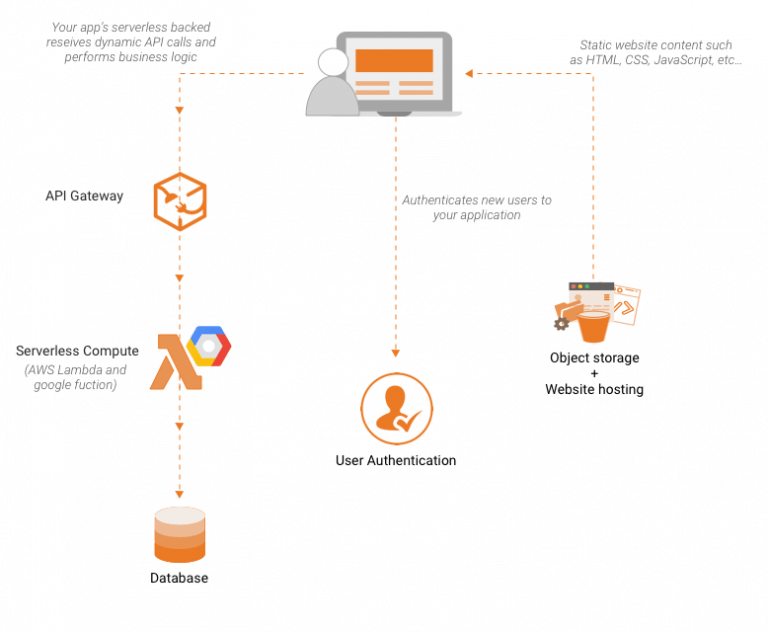 Your app's serverless backed
reseives dynamic API calls and
performs business logic
Static website content such
as HTML, CSS, JavaScript, etc...
API Gateway
Authenticates new users to
your application
Serverless Compute
(AWS Lambda and
google fuction)
Object storage
+
Website hosting
User Authentication
Database